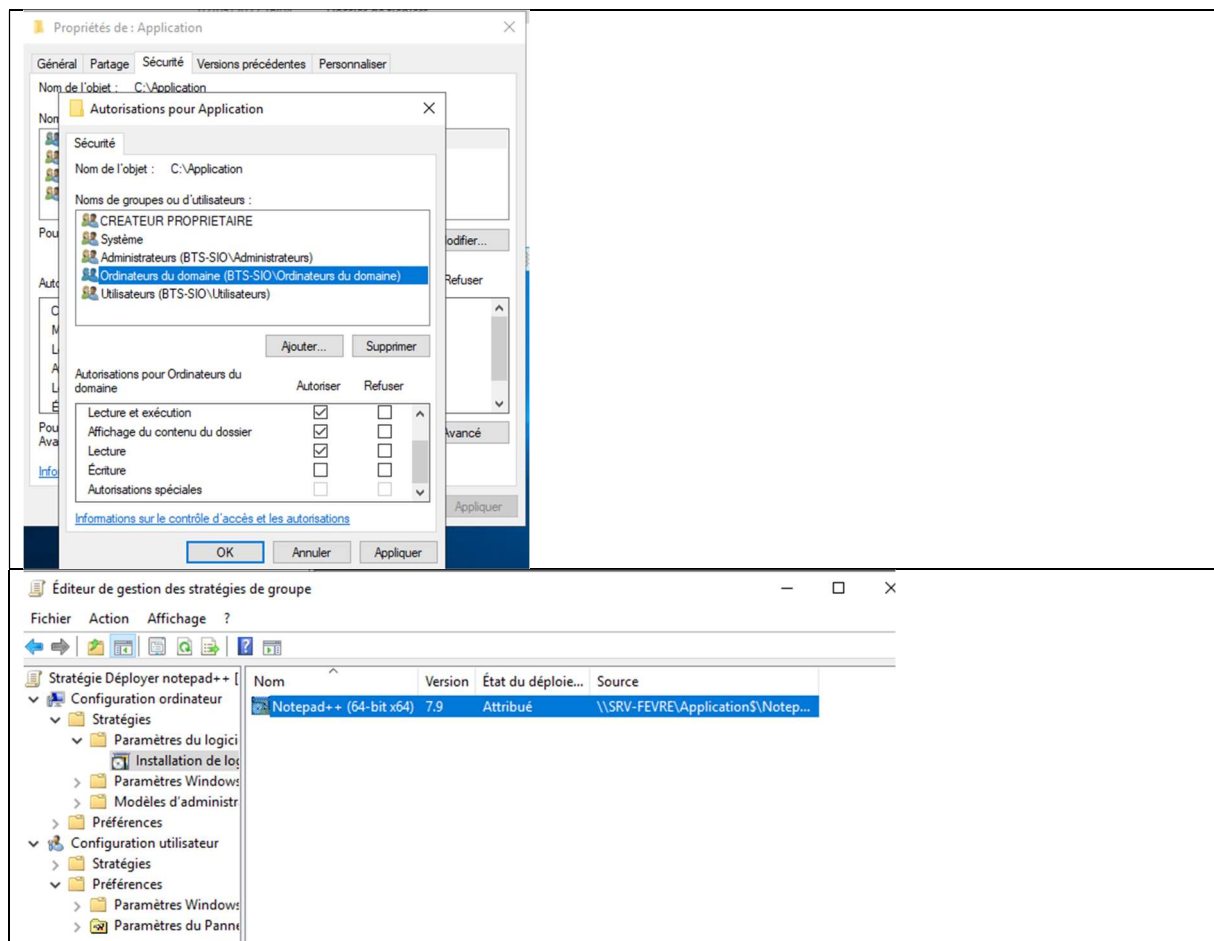 Propriétés de : Application
Général Partage Sécurité Versions précédentes Personnaliser
Nom de l'objet : C:\Application
Autorisations pour Application
Sécurité
Nom de l'objet : C:\Application
Noms de groupes ou d'utilisateurs :
CREATEUR PROPRIETAIRE
Système
Administrateurs (BTS-SIO\Administrateurs)
Ordinateurs du domaine (BTS-SIO\Ordinateurs du domaine)
Utilisateurs (BTS-SIO\Utilisateurs)
Pou
odifier...
Auto
Refuser
Ajouter... Supprimer
Autorisations pour Ordinateurs du domaine
Autoriser Refuser
Lecture et exécution
Affichage du contenu du dossier
Lecture
Écriture
Autorisations spéciales
Pou
Ava
Avancé
Info
Informations sur le contrôle d'accès et les autorisations
Appliquer
OK Annuler Appliquer
Éditeur de gestion des stratégies de groupe
Fichier Action Affichage ?
Stratégie Déployer notepad++ [
Configuration ordinateur
Stratégies
Paramètres du logici
Installation de log
Paramètres Windows
Modèles d'administr
Préférences
Configuration utilisateur
Stratégies
Préférences
Paramètres Windows
Paramètres du Panne
Nom Version État du déploie... Source
Notepad++ (64-bit x64) 7.9 Attribué \\SRV-FEVRE\Application$\Notep...